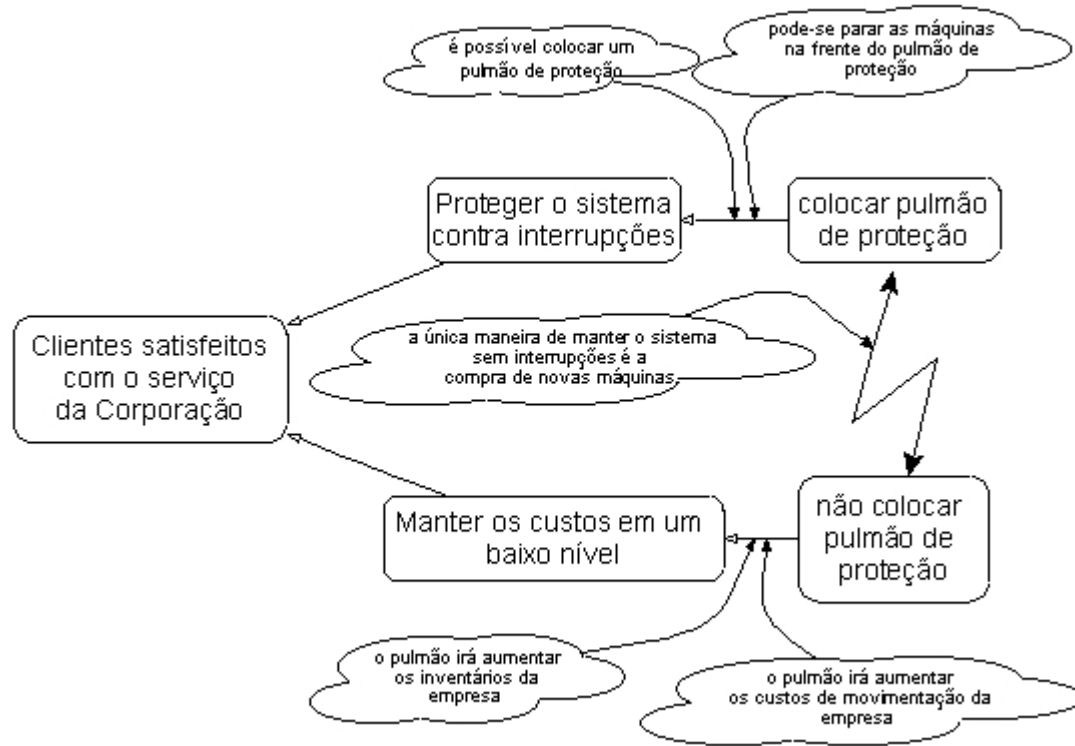 é possível colocar um
pulmão de proteção
pode-se parar as máquinas
na frente do pulmão de
proteção
Proteger o sistema
contra interrupções
colocar pulmão
de proteção
Clientes satisfeitos
com o serviço
da Corporação
a única maneira de manter o sistema
sem interrupções é a
compra de novas máquinas
Manter os custos em um
baixo nível
não colocar
pulmão de
proteção
o pulmão irá aumentar
os inventários da
empresa
o pulmão irá aumentar
os custos de movimentação da
empresa